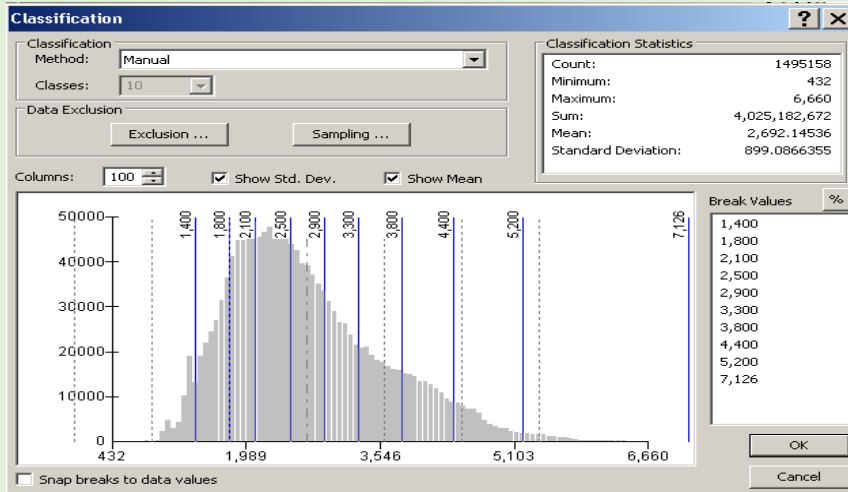 Classification
Classification
Method: Manual
Classes: 10
Data Exclusion
Exclusion ...
Sampling ...
Classification Statistics
Count: 1495158
Minimum: 432
Maximum: 6,660
Sum: 4,025,182,672
Mean: 2,692.14536
Standard Deviation: 899.0866355
Columns: 100
Show Std. Dev.
Show Mean
Break Values
%
1,400
1,800
2,100
2,500
2,900
3,300
3,800
4,400
5,200
7,126
50000
40000
30000
20000
10000
0
1,400
1,800
2,100
2,500
2,900
3,300
3,800
4,400
5,200
7,126
432
1,989
3,546
5,103
6,660
Snap breaks to data values
OK
Cancel